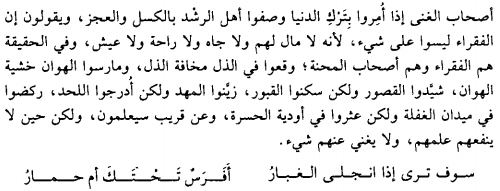 أصحاب الغنى إذا أُمِروا بِتَرْكِ الدنيا وصفوا أهل الرشْد بالكسل والعجز، ويقولون إن
الفقراء ليسوا على شيء، لأنه لا مال لهم ولا جاه ولا راحة ولا عيش، وفي الحقيقة
هم الفقراء وهم أصحاب المحنة؛ وقعوا في الذل مخافة الذل، ومارسوا الهوان خشية
الهوان، شيَّدوا القصور ولكن سكنوا القبور، زيَّنوا المهد ولكن أُدرجوا اللحد، ركضوا
في ميدان الغفلة ولكن عثروا في أودية الحسرة، وعن قريب سيعلمون، ولكن حين لا
ينفعهم علمهم، ولا يغني عنهم شيء.
سوف ترى إذا انجلى الغبارُ أَفَرَسٌ تَحْتَكَ أم حمارُ